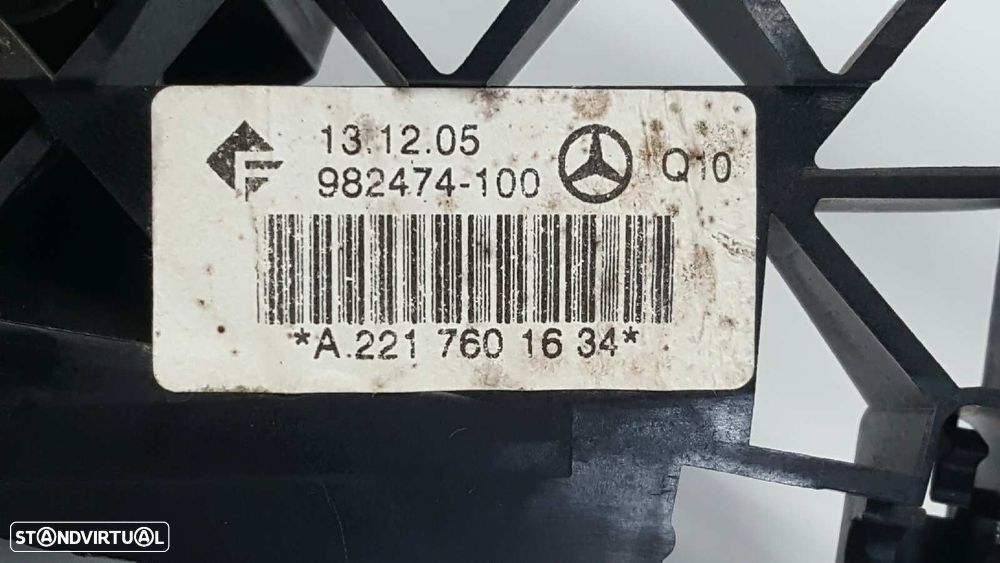 13.12.05
982474-100
Q10
*A.221 760 16 34*
STANDVIRTUAL